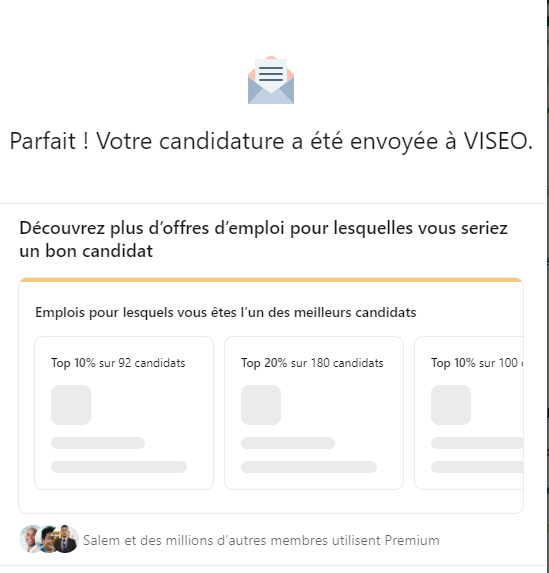 Parfait ! Votre candidature a été envoyée à VISEO.
Découvrez plus d’offres d’emploi pour lesquelles vous seriez
un bon candidat
Emplois pour lesquels vous êtes l’un des meilleurs candidats
Top 10% sur 92 candidats
Top 20% sur 180 candidats
Top 10% sur 100
Salem et des millions d’autres membres utilisent Premium